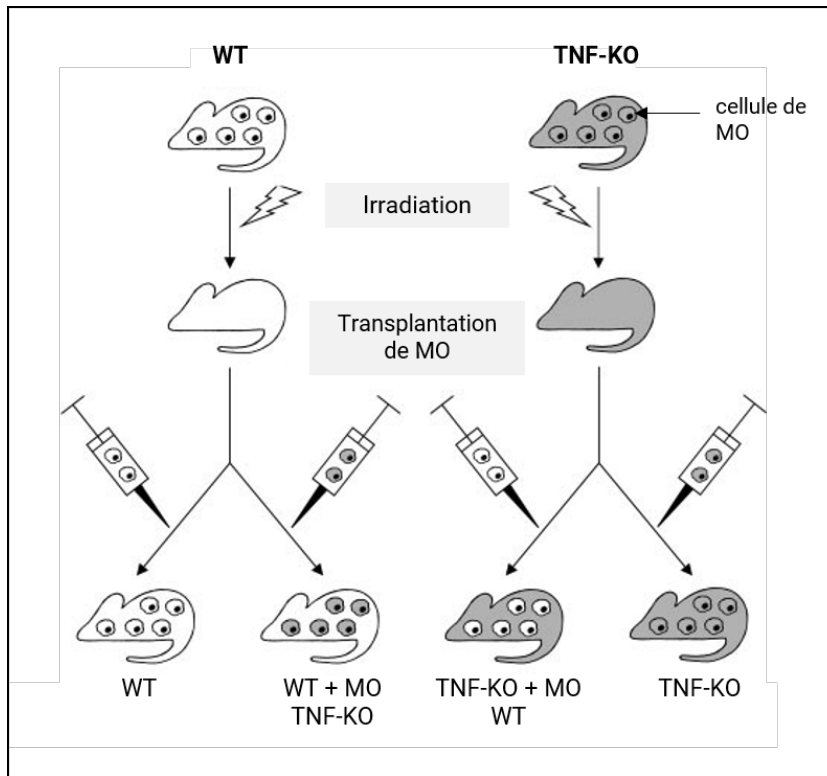 WT
TNF-KO
cellule de
MO
Irradiation
Transplantation
de MO
WT
WT + MO
TNF-KO
TNF-KO + MO
WT
TNF-KO